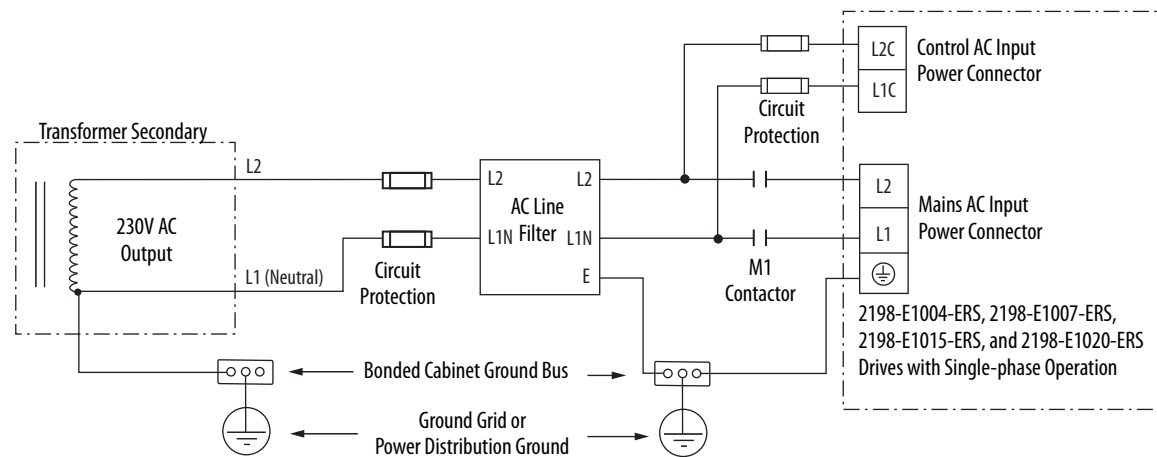 L2C
L1C
Control AC Input
Power Connector
Circuit
Protection
Transformer Secondary
L2
230V AC
Output
L1 (Neutral)
Circuit
Protection
L2
L2
AC Line
Filter
L1N
L1N
E
M1
Contactor
L2
L1
Mains AC Input
Power Connector
2198-E1004-ERS, 2198-E1007-ERS,
2198-E1015-ERS, and 2198-E1020-ERS
Drives with Single-phase Operation
Bonded Cabinet Ground Bus
Ground Grid or
Power Distribution Ground